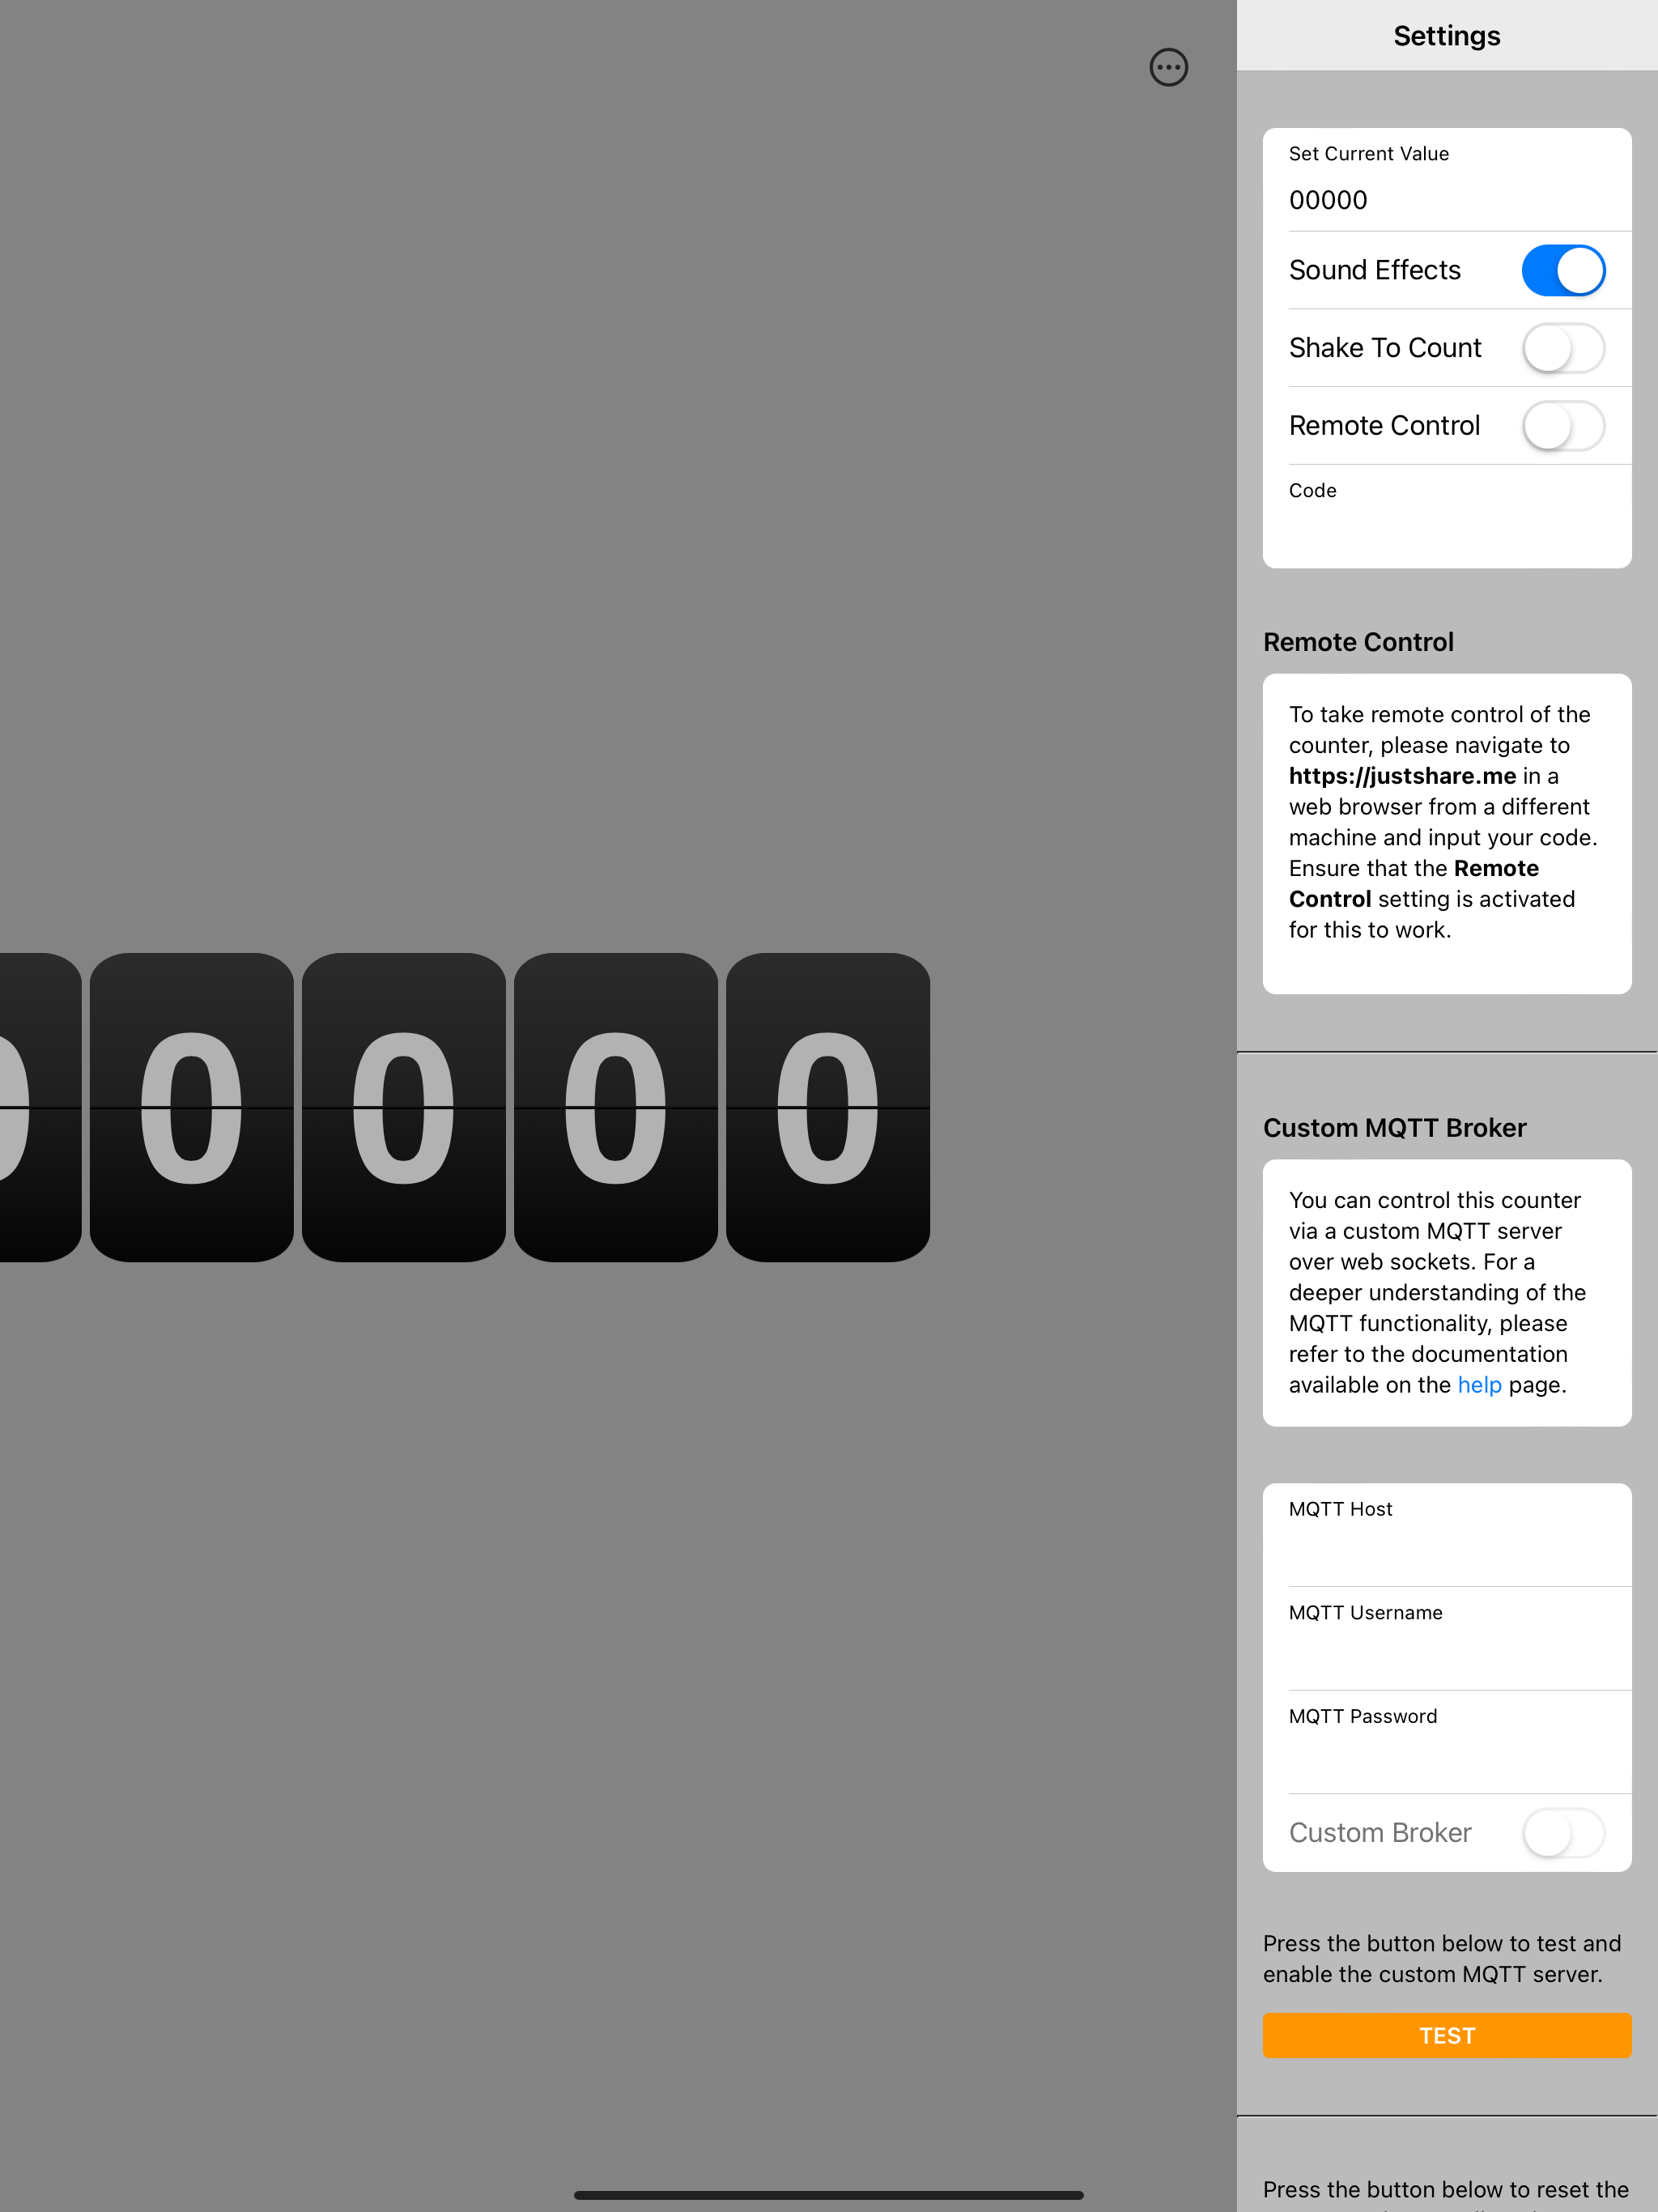 Settings
Set Current Value
00000
Sound Effects
Shake To Count
Remote Control
Code
Remote Control
To take remote control of the
counter, please navigate to
https://justshare.me in a
web browser from a different
machine and input your code.
Ensure that the Remote
Control setting is activated
for this to work.
0 0 0 0 0
Custom MQTT Broker
You can control this counter
via a custom MQTT server
over web sockets. For a
deeper understanding of the
MQTT functionality, please
refer to the documentation
available on the help page.
MQTT Host
MQTT Username
MQTT Password
Custom Broker
Press the button below to test and
enable the custom MQTT server.
TEST
Press the button below to reset the